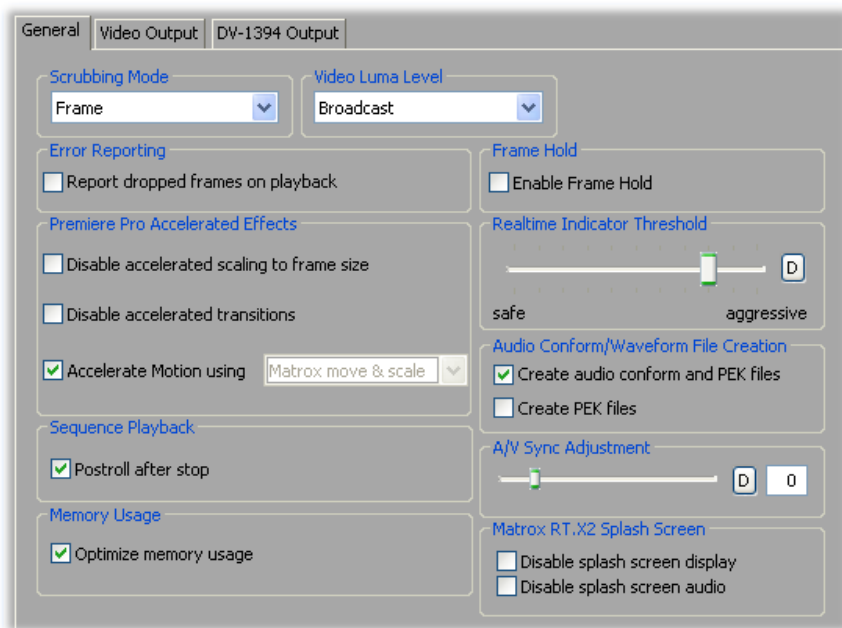 General
Video Output
DV-1394 Output
Scrubbing Mode
Frame
Video Luma Level
Broadcast
Error Reporting
Report dropped frames on playback
Frame Hold
Enable Frame Hold
Premiere Pro Accelerated Effects
Disable accelerated scaling to frame size
Disable accelerated transitions
Accelerate Motion using
Matrox move & scale
Realtime Indicator Threshold
D
safe
aggressive
Audio Conform/Waveform File Creation
Create audio conform and PEK files
Create PEK files
Sequence Playback
Postroll after stop
A/V Sync Adjustment
D
0
Memory Usage
Optimize memory usage
Matrox RT.X2 Splash Screen
Disable splash screen display
Disable splash screen audio